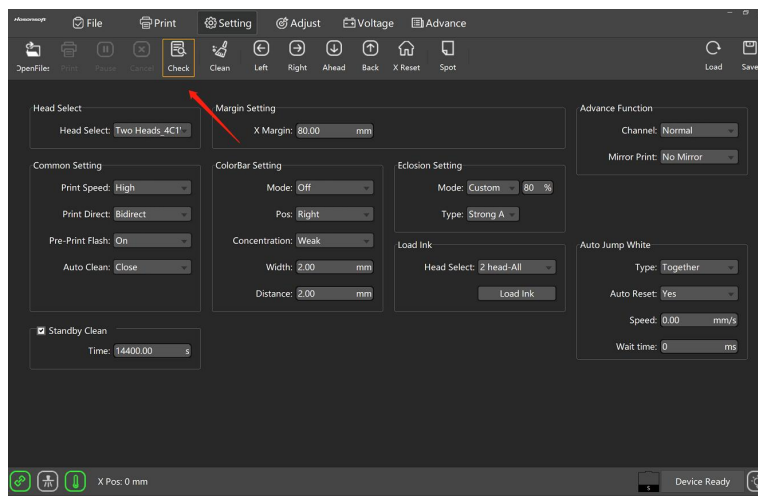 Hosonsoft File Print Setting Adjust Voltage Advance
OpenFiles Print Pause Cancel Check Clean Left Right Ahead Back X Reset Spot Load Save
Head Select Margin Setting Advance Function
Head Select: Two Heads_4C1' X Margin: 80.00 mm Channel: Normal
Mirror Print: No Mirror
Common Setting ColorBar Setting Eclosion Setting
Print Speed: High Mode: Off Mode: Custom 80 %
Print Direct: Bidirect Pos: Right Type: Strong A
Pre-Print Flash: On Concentration: Weak Load Ink Auto Jump White
Auto Clean: Close Width: 2.00 mm Head Select: 2 head-All Type: Together
Distance: 2.00 mm Load Ink Auto Reset: Yes
Standby Clean Speed: 0.00 mm/s
Time: 14400.00 s Wait time: 0 ms
X Pos: 0 mm S Device Ready